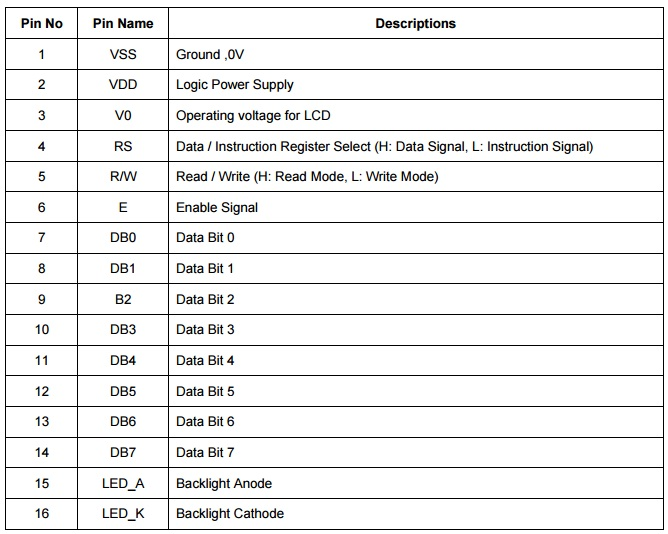 Pin No Pin Name Descriptions
1 VSS Ground ,0V
2 VDD Logic Power Supply
3 V0 Operating voltage for LCD
4 RS Data / Instruction Register Select (H: Data Signal, L: Instruction Signal)
5 R/W Read / Write (H: Read Mode, L: Write Mode)
6 E Enable Signal
7 DB0 Data Bit 0
8 DB1 Data Bit 1
9 B2 Data Bit 2
10 DB3 Data Bit 3
11 DB4 Data Bit 4
12 DB5 Data Bit 5
13 DB6 Data Bit 6
14 DB7 Data Bit 7
15 LED_A Backlight Anode
16 LED_K Backlight Cathode